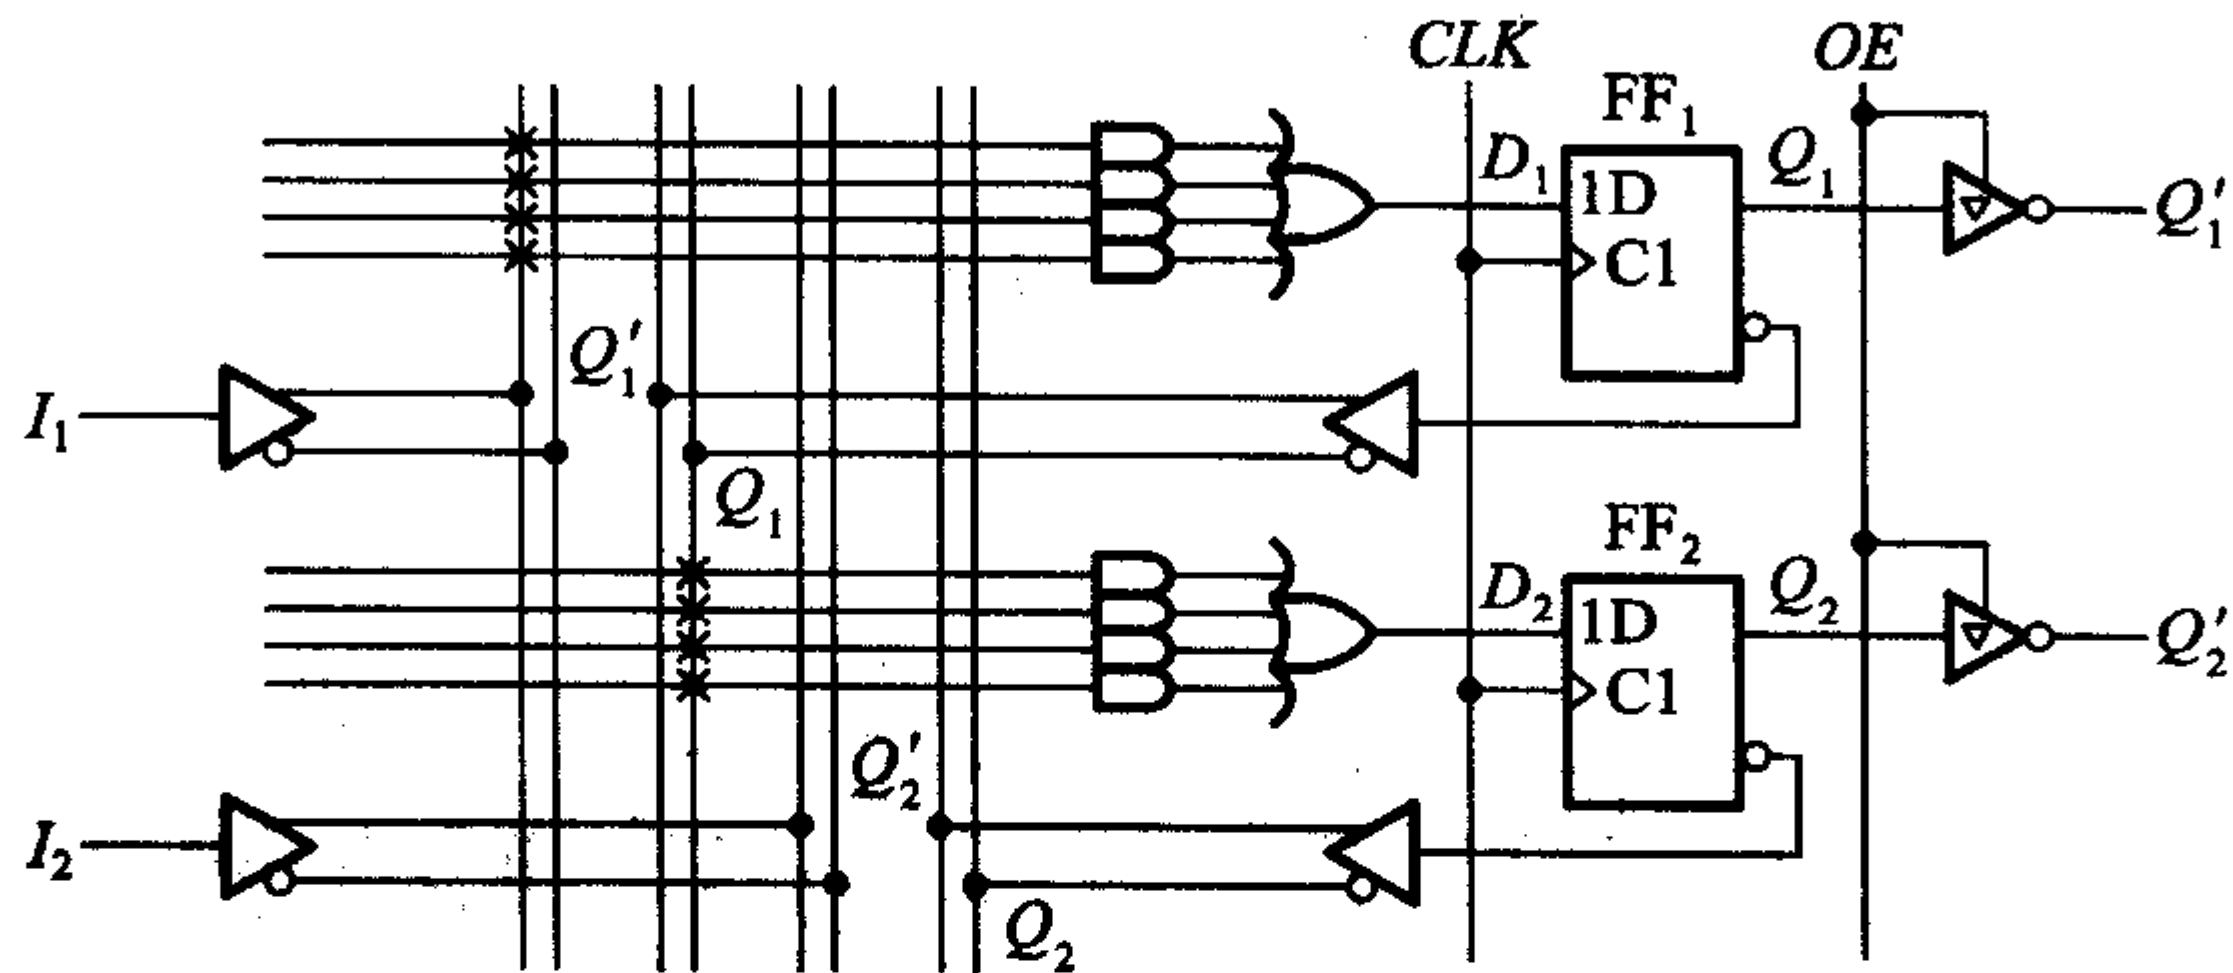 CLK
OE
FF₁
D₁
1D
Q₁
C1
Q₁′
Q₁′
I₁
Q₁
FF₂
D₂
1D
Q₂
C1
Q₂′
Q₂′
I₂
Q₂